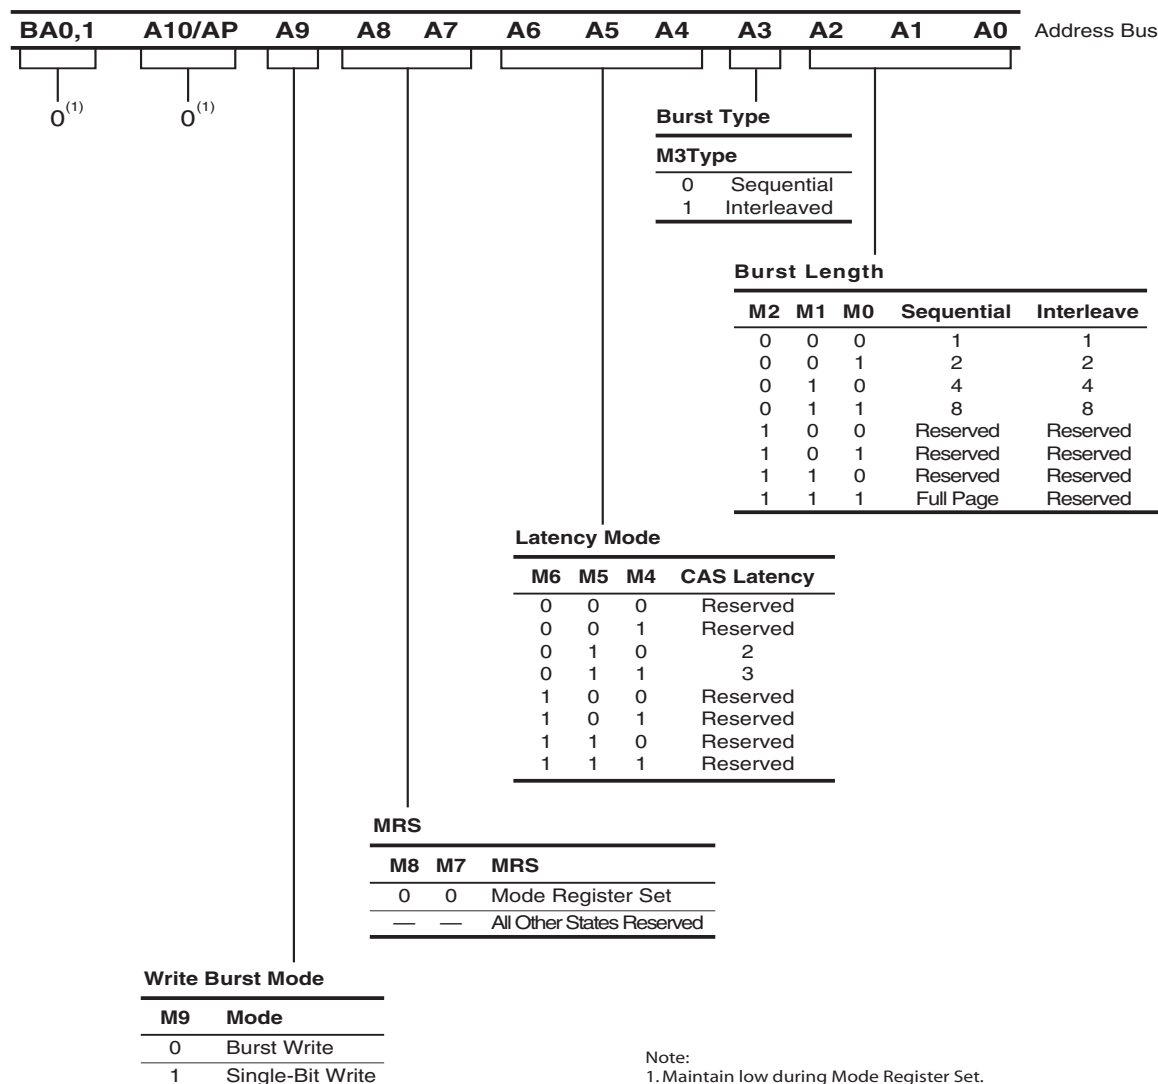 BA0,1 A10/AP A9 A8 A7 A6 A5 A4 A3 A2 A1 A0 Address Bus
0(1) 0(1)
Burst Type
M3Type
0 Sequential
1 Interleaved
Burst Length
M2 M1 M0 Sequential Interleave
0 0 0 1 1
0 0 1 2 2
0 1 0 4 4
0 1 1 8 8
1 0 0 Reserved Reserved
1 0 1 Reserved Reserved
1 1 0 Reserved Reserved
1 1 1 Full Page Reserved
Latency Mode
M6 M5 M4 CAS Latency
0 0 0 Reserved
0 0 1 Reserved
0 1 0 2
0 1 1 3
1 0 0 Reserved
1 0 1 Reserved
1 1 0 Reserved
1 1 1 Reserved
MRS
M8 M7 MRS
0 0 Mode Register Set
— — All Other States Reserved
Write Burst Mode
M9 Mode
0 Burst Write
1 Single-Bit Write
Note:
1. Maintain low during Mode Register Set.